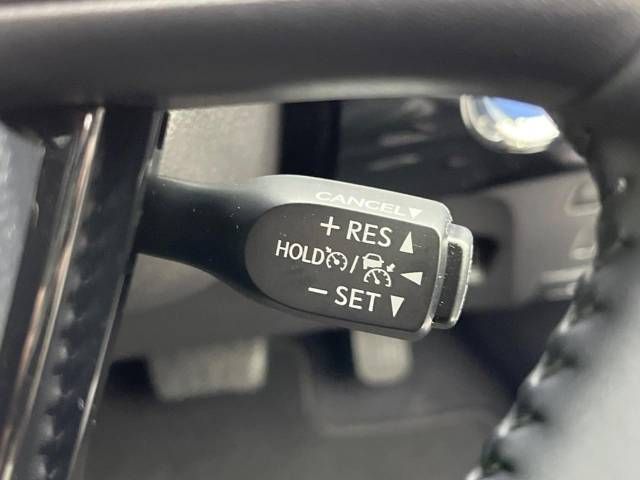 CANCEL▼
+ RES ▲
HOLD / ◀
− SET ▼